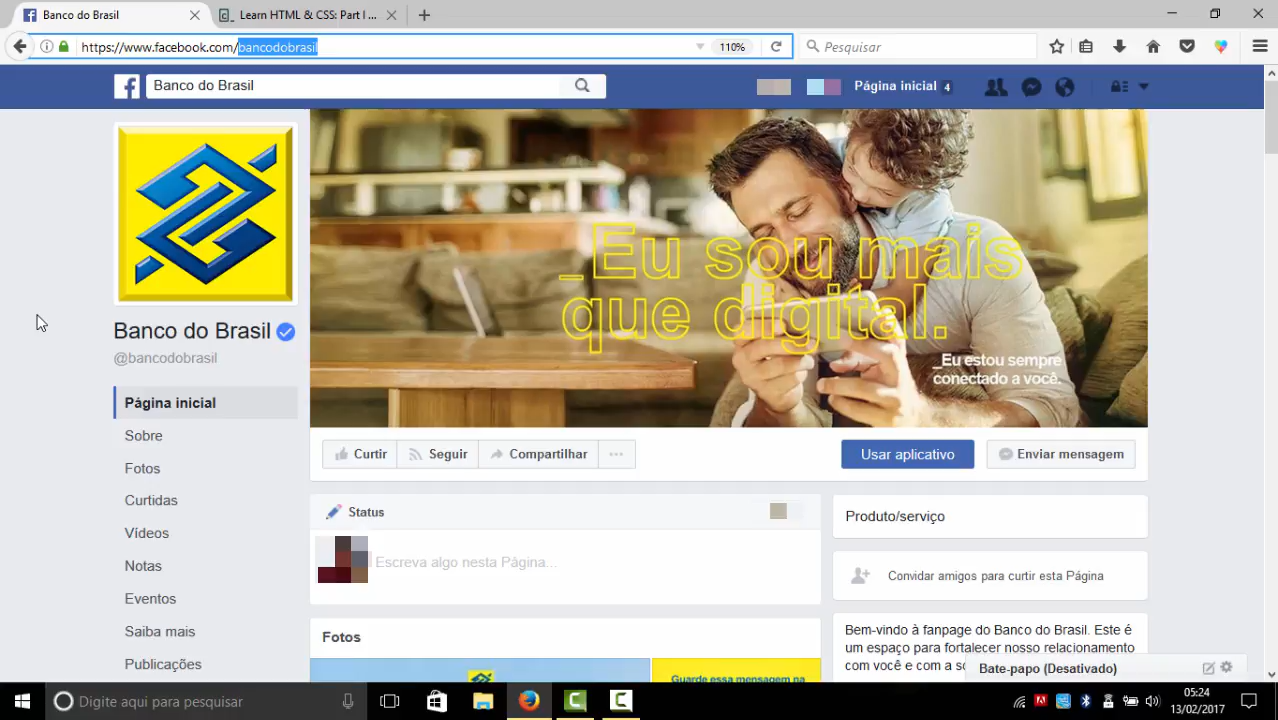 Banco do Brasil
Learn HTML & CSS: Part I ...
https://www.facebook.com/bancodobrasil
110%
Pesquisar
Banco do Brasil
Página inicial 4
_Eu sou mais
que digital.
_Eu estou sempre
conectado a você.
Banco do Brasil
@bancodobrasil
Página inicial
Sobre
Fotos
Curtidas
Vídeos
Notas
Eventos
Saiba mais
Publicações
Curtir
Seguir
Compartilhar
Usar aplicativo
Enviar mensagem
Status
Escreva algo nesta Página...
Fotos
Guarde essa mensagem na
Produto/serviço
Convidar amigos para curtir esta Página
Bem-vindo à fanpage do Banco do Brasil. Este é
um espaço para fortalecer nosso relacionamento
com você e com a
Bate-papo (Desativado)
Digite aqui para pesquisar
05:24
13/02/2017